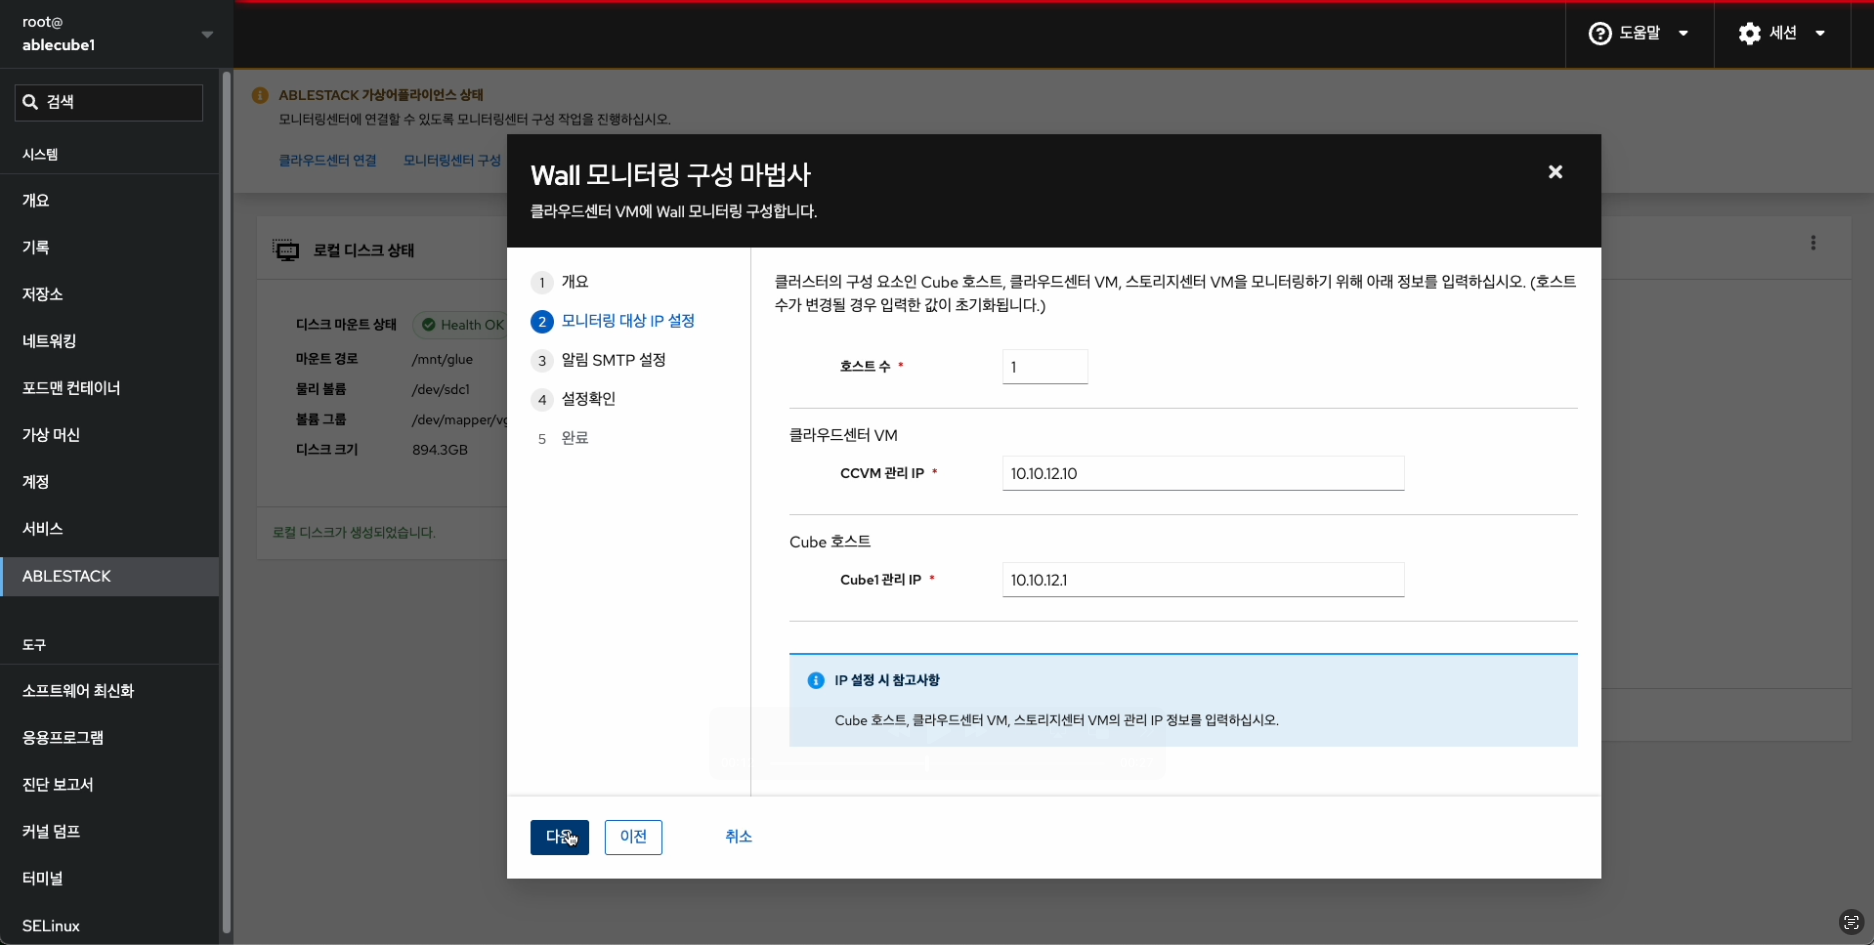 root@
ablecube1
도움말
세션
검색
시스템
개요
기록
저장소
네트워킹
포드맨 컨테이너
가상 머신
계정
서비스
ABLESTACK
도구
소프트웨어 최신화
응용프로그램
진단 보고서
커널 덤프
터미널
SELinux
ABLESTACK 가상어플라이언스 상태
모니터링센터에 연결할 수 있도록 모니터링센터 구성 작업을 진행하십시오.
클라우드센터 연결 모니터링센터 구성
로컬 디스크 상태
디스크 마운트 상태 Health OK
마운트 경로 /mnt/glue
물리 볼륨 /dev/sdc1
볼륨 그룹 /dev/mapper/vg
디스크 크기 894.3GB
로컬 디스크가 생성되었습니다.
Wall 모니터링 구성 마법사
클라우드센터 VM에 Wall 모니터링 구성합니다.
1 개요
2 모니터링 대상 IP 설정
3 알림 SMTP 설정
4 설정확인
5 완료
클러스터의 구성 요소인 Cube 호스트, 클라우드센터 VM, 스토리지센터 VM을 모니터링하기 위해 아래 정보를 입력하십시오. (호스트
수가 변경될 경우 입력한 값이 초기화됩니다.)
호스트 수 * 1
클라우드센터 VM
CCVM 관리 IP * 10.10.12.10
Cube 호스트
Cube1 관리 IP * 10.10.12.1
IP 설정 시 참고사항
Cube 호스트, 클라우드센터 VM, 스토리지센터 VM의 관리 IP 정보를 입력하십시오.
다음 이전 취소